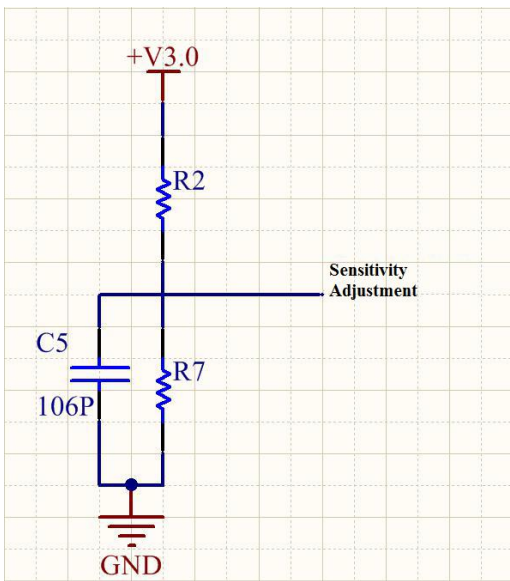 +V3.0
R2
Sensitivity
Adjustment
C5
R7
106P
GND